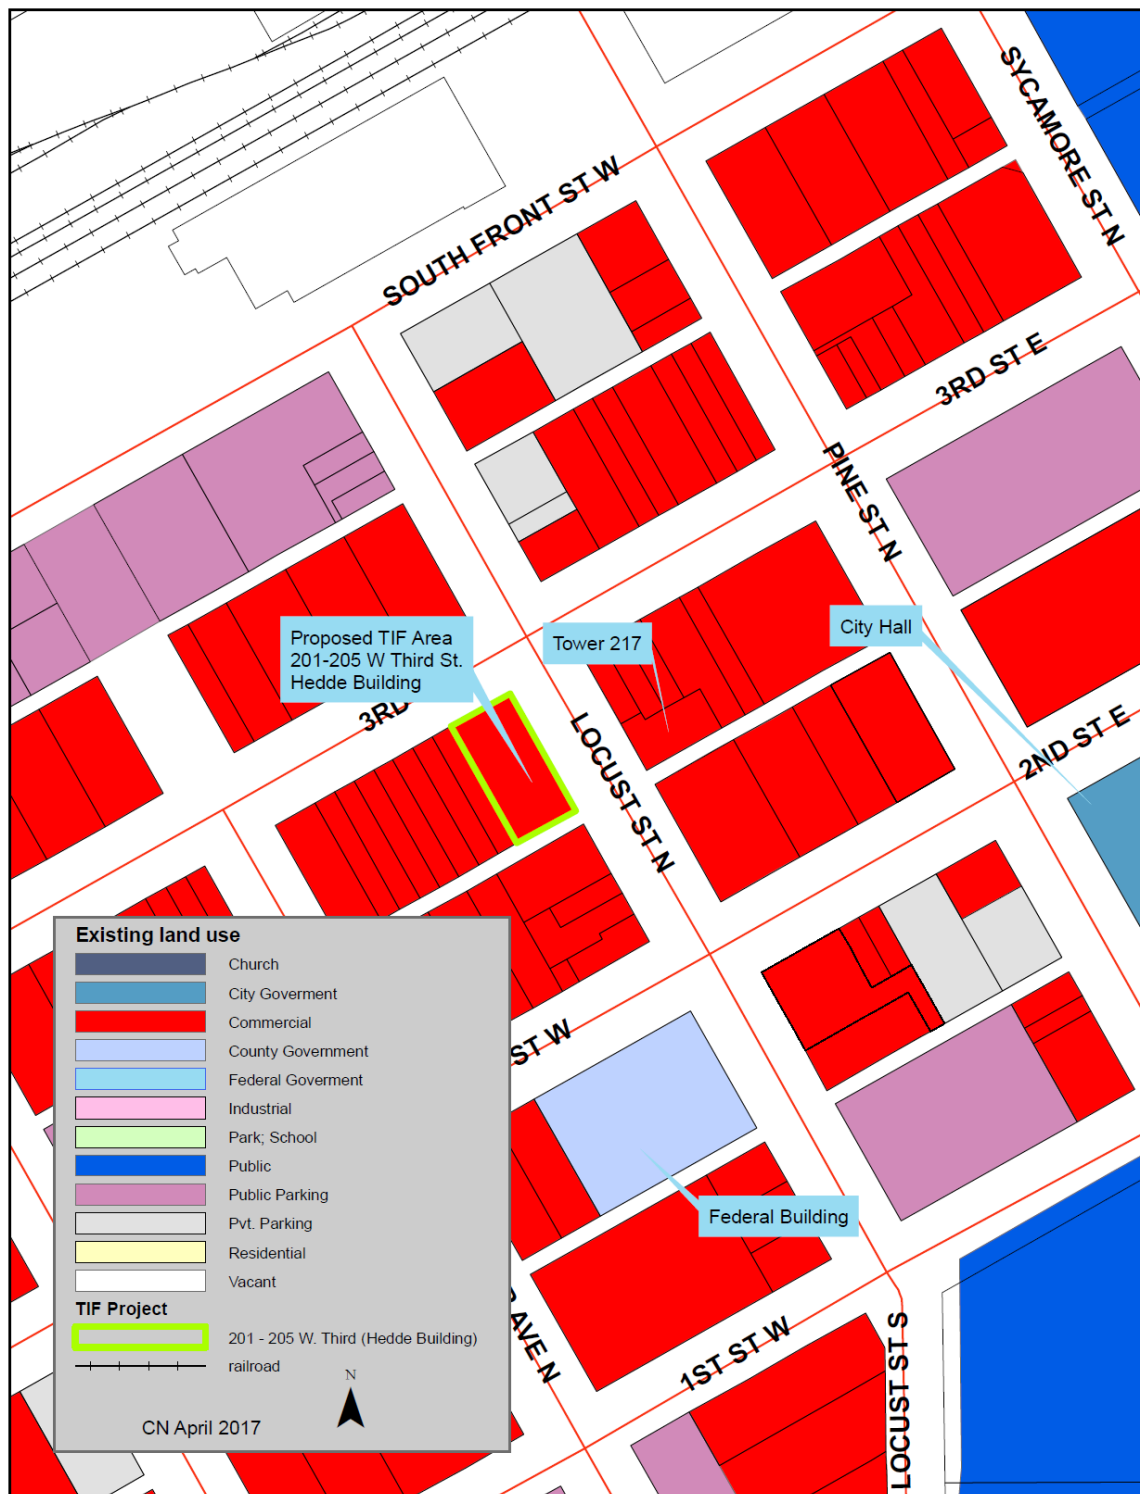 SYCAMORE ST N
SOUTH FRONT ST W
3RD ST E
PINE ST N
Proposed TIF Area
201-205 W Third St.
Hedde Building
Tower 217
City Hall
3RD
LOCUST ST N
2ND ST E
ST W
Federal Building
AVE N
1ST ST W
LOCUST ST S
Existing land use
Church
City Goverment
Commercial
County Government
Federal Goverment
Industrial
Park; School
Public
Public Parking
Pvt. Parking
Residential
Vacant
TIF Project
201 - 205 W. Third (Hedde Building)
railroad
N
CN April 2017